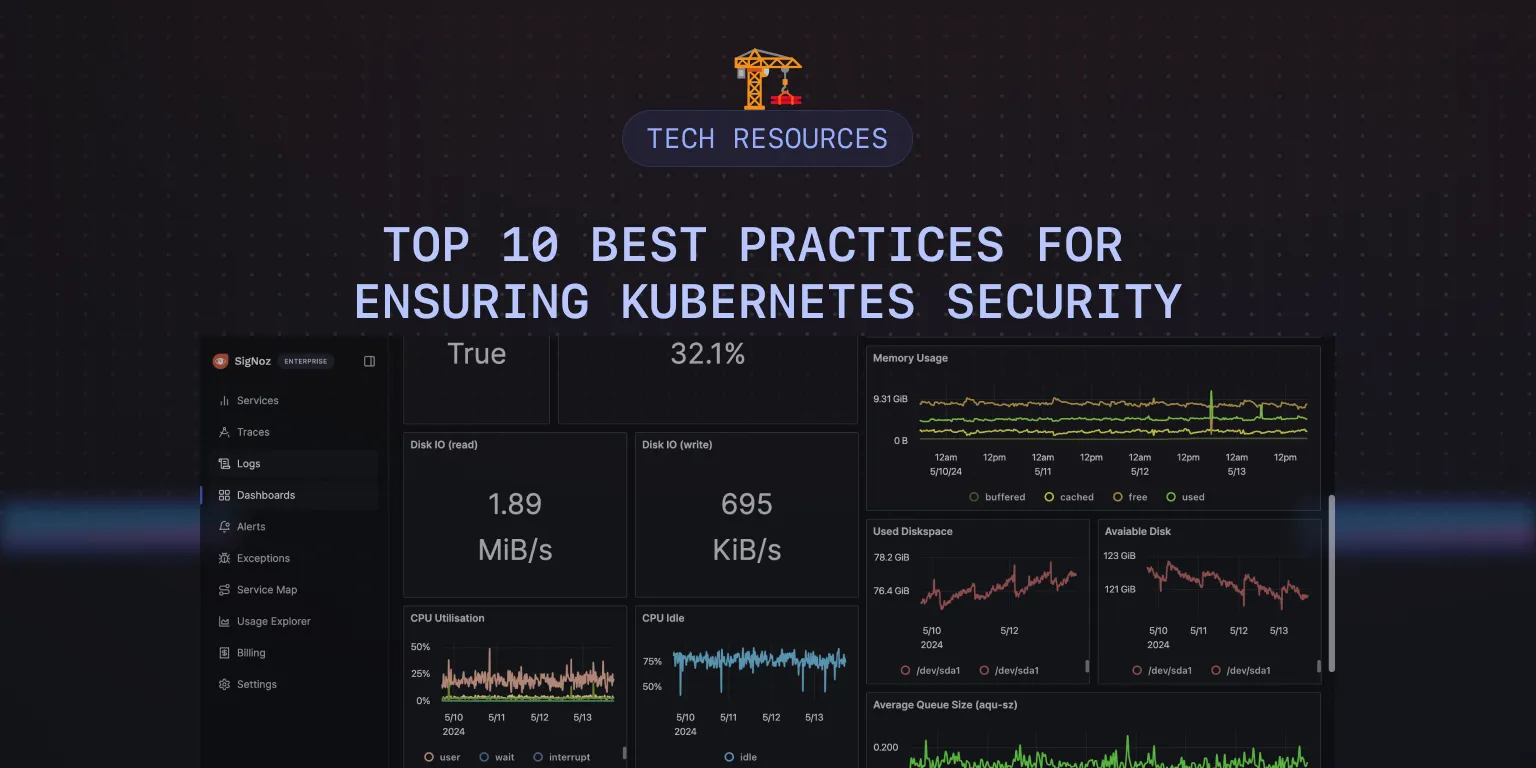 TECH RESOURCES
TOP 10 BEST PRACTICES FOR
ENSURING KUBERNETES SECURITY
SigNoz ENTERPRISE
Services
Traces
Logs
Dashboards
Alerts
Exceptions
Service Map
Usage Explorer
Billing
Settings
True
32.1%
Disk IO (read)
1.89
MiB/s
Disk IO (write)
695
KiB/s
CPU Utilisation
50%
25%
0%
5/10 5/11 5/12 5/13
2024
user wait interrupt
CPU Idle
75%
50%
5/10 5/11 5/12 5/13
2024
idle
Memory Usage
9.31 GiB
0 B
12am 12pm 12am 12pm 12am 12pm 12am 12pm
5/10/24 5/11 5/12 5/13
buffered cached free used
Used Diskspace
78.2 GiB
76.4 GiB
5/10 5/12
2024
/dev/sda1 /dev/sda1
Avaiable Disk
123 GiB
121 GiB
5/10 5/11 5/12 5/13
2024
/dev/sda1 /dev/sda1
Average Queue Size (aqu-sz)
0.200